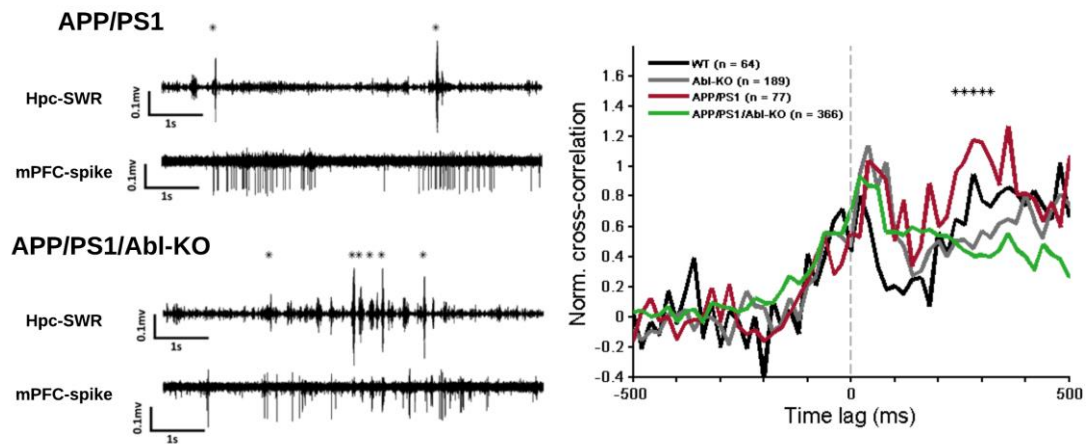 APP/PS1
* *
Hpc-SWR
0.1mv
1s
mPFC-spike
0.1mv
1s
APP/PS1/Abl-KO
* ** * * *
Hpc-SWR
0.1mv
1s
mPFC-spike
0.1mv
1s
WT (n = 64)
Abl-KO (n = 189)
APP/PS1 (n = 77)
APP/PS1/Abl-KO (n = 366)
*****
Norm. cross-correlation
1.6
1.4
1.2
1
0.8
0.6
0.4
0.2
0
-0.2
-0.4
-500 0 500
Time lag (ms)